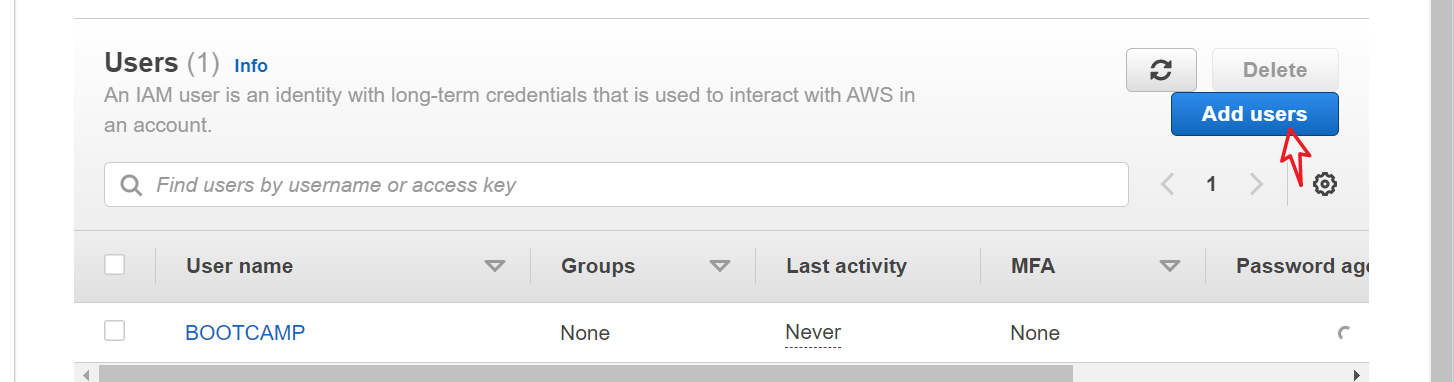 Users (1) Info
Delete
An IAM user is an identity with long-term credentials that is used to interact with AWS in
an account.
Add users
Find users by username or access key
1
User name Groups Last activity MFA Password age
BOOTCAMP None Never None